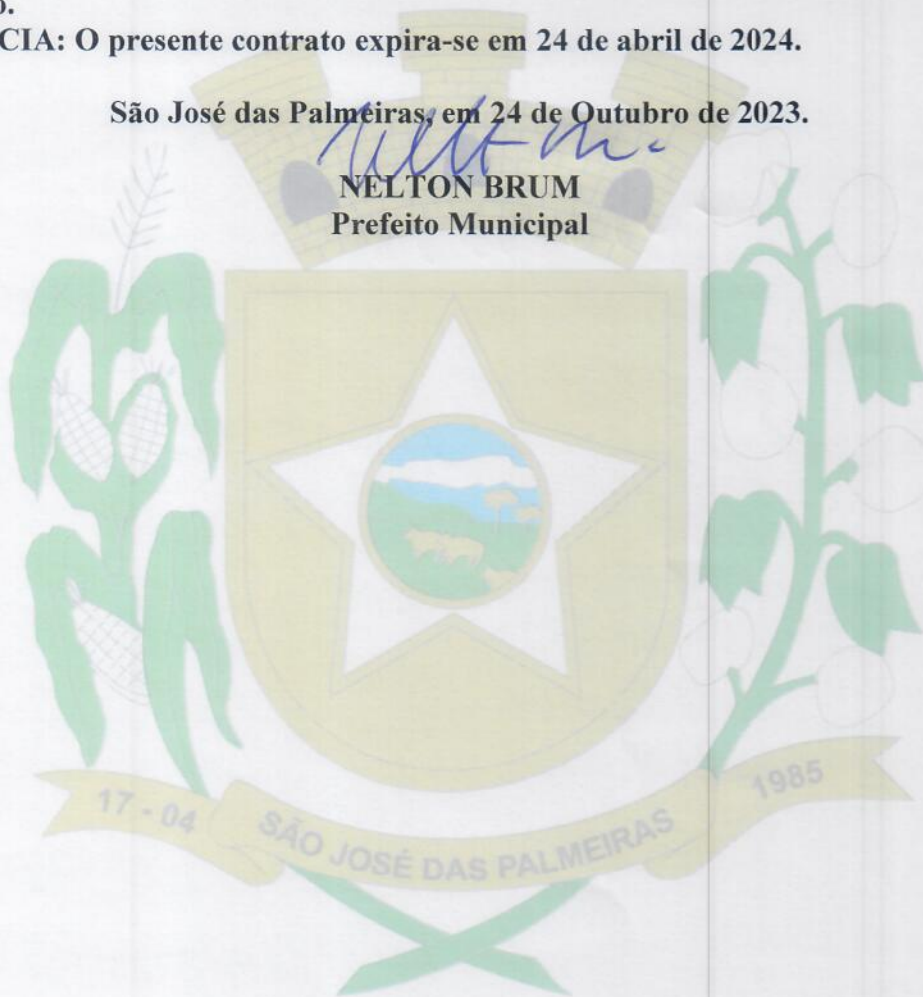 CIA: O presente contrato expira-se em 24 de abril de 2024.
São José das Palmeiras, em 24 de Outubro de 2023.
NELTON BRUM
Prefeito Municipal
17 - 04
SÃO JOSÉ DAS PALMEIRAS
1985